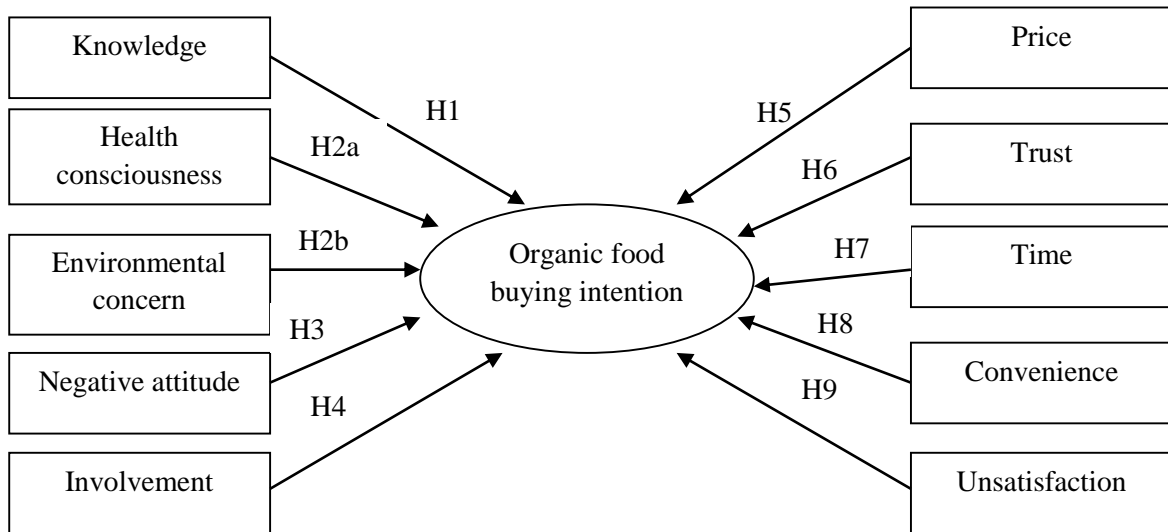 Knowledge
Health
consciousness
Environmental
concern
Negative attitude
Involvement
H1
H2a
H2b
H3
H4
Organic food
buying intention
H5
H6
H7
H8
H9
Price
Trust
Time
Convenience
Unsatisfaction